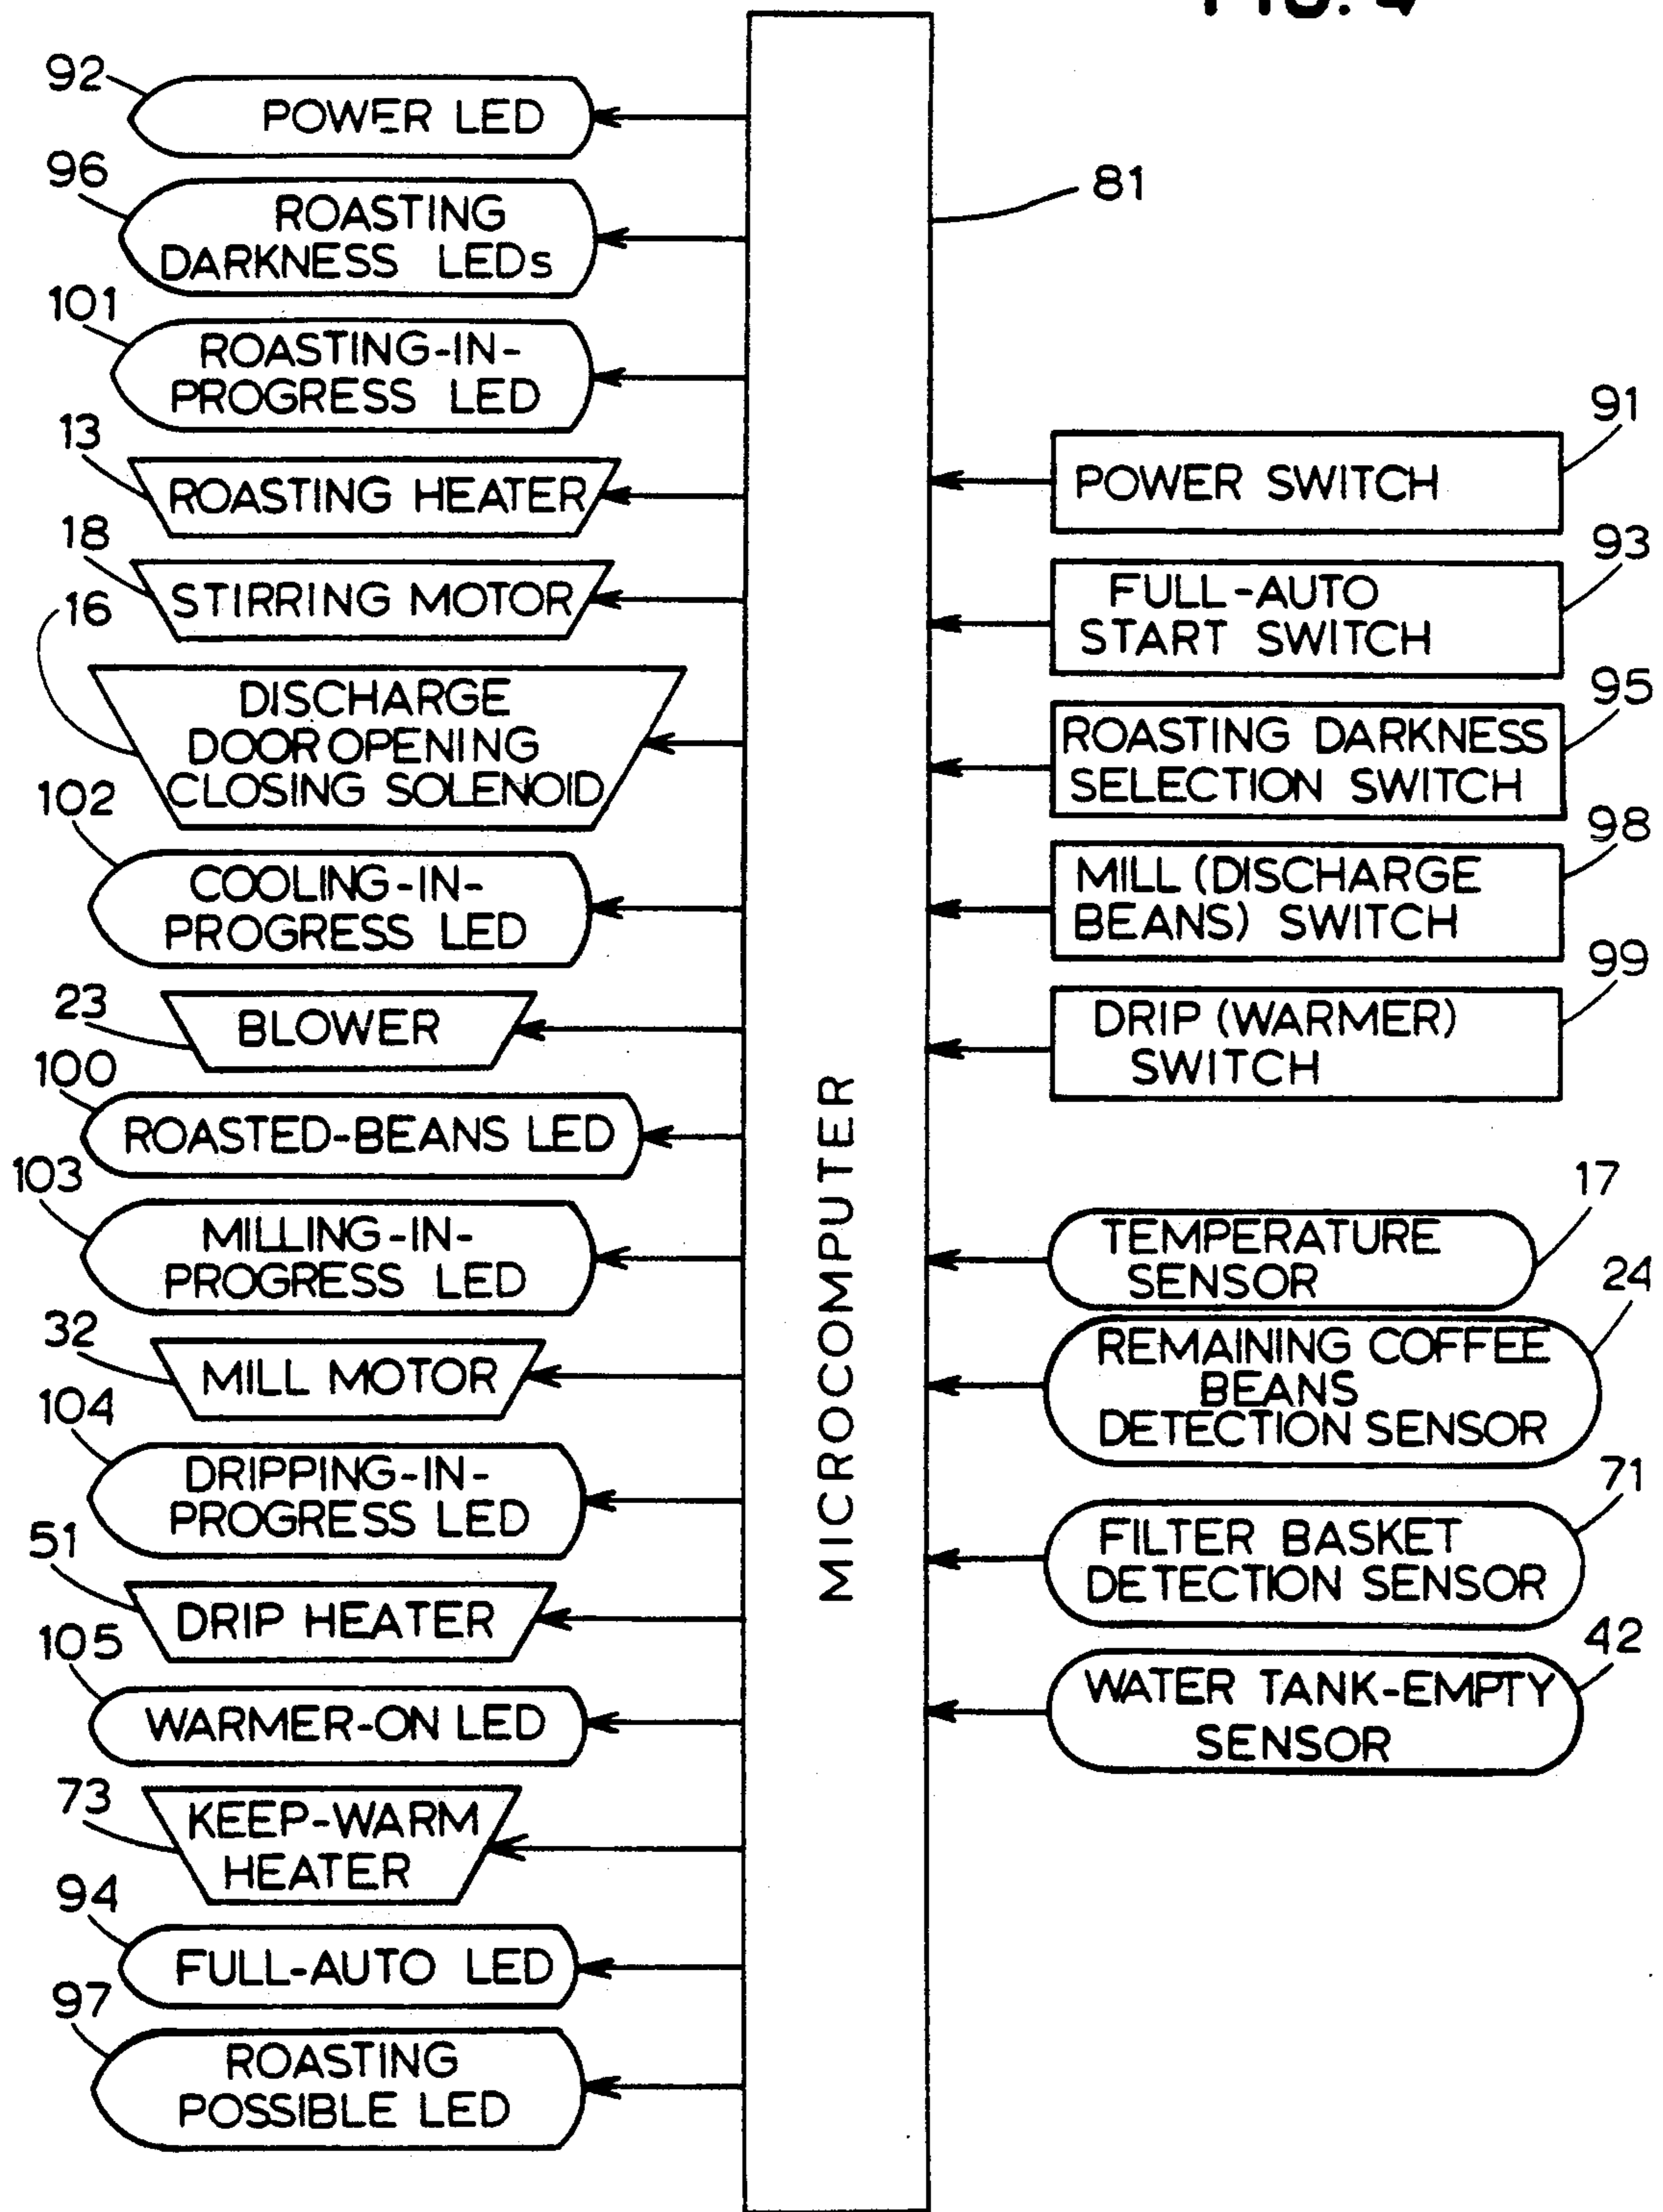 FIG. 4
92
POWER LED
96
ROASTING
DARKNESS LEDs
101
ROASTING-IN-
PROGRESS LED
13
ROASTING HEATER
18
STIRRING MOTOR
16
DISCHARGE
DOOR OPENING
CLOSING SOLENOID
102
COOLING-IN-
PROGRESS LED
23
BLOWER
100
ROASTED-BEANS LED
103
MILLING-IN-
PROGRESS LED
32
MILL MOTOR
104
DRIPPING-IN-
PROGRESS LED
51
DRIP HEATER
105
WARMER-ON LED
73
KEEP-WARM
HEATER
94
FULL-AUTO LED
97
ROASTING
POSSIBLE LED
MICROCOMPUTER
81
91
POWER SWITCH
93
FULL-AUTO
START SWITCH
95
ROASTING DARKNESS
SELECTION SWITCH
98
MILL (DISCHARGE
BEANS) SWITCH
99
DRIP (WARMER)
SWITCH
17
TEMPERATURE
SENSOR
24
REMAINING COFFEE
BEANS
DETECTION SENSOR
71
FILTER BASKET
DETECTION SENSOR
42
WATER TANK-EMPTY
SENSOR